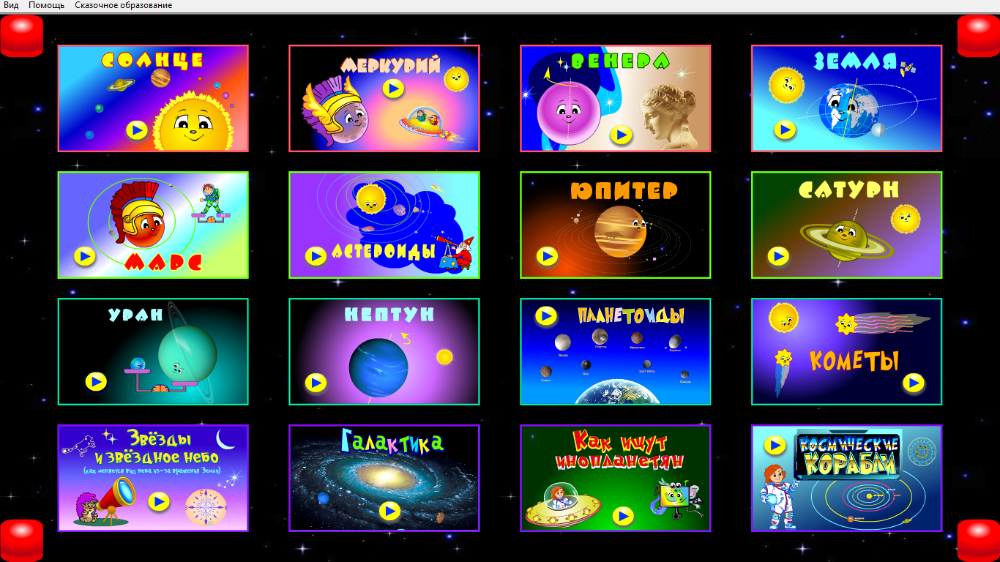 Вид Помощь Сказочное образование
СОЛНЦЕ
МЕРКУРИЙ
ВЕНЕРА
ЗЕМЛЯ
МАРС
АСТЕРОИДЫ
ЮПИТЕР
САТУРН
УРАН
НЕПТУН
ПЛАНЕТОИДЫ
Эрида
Плутон
Макемаке
Хаумеа
Седна
Орк
Квавар
КОМЕТЫ
Звёзды
и звёздное небо
(как меняется вид неба из-за вращения Земли)
Галактика
Как ищут
инопланетян
КОСМИЧЕСКИЕ
КОРАБЛИ